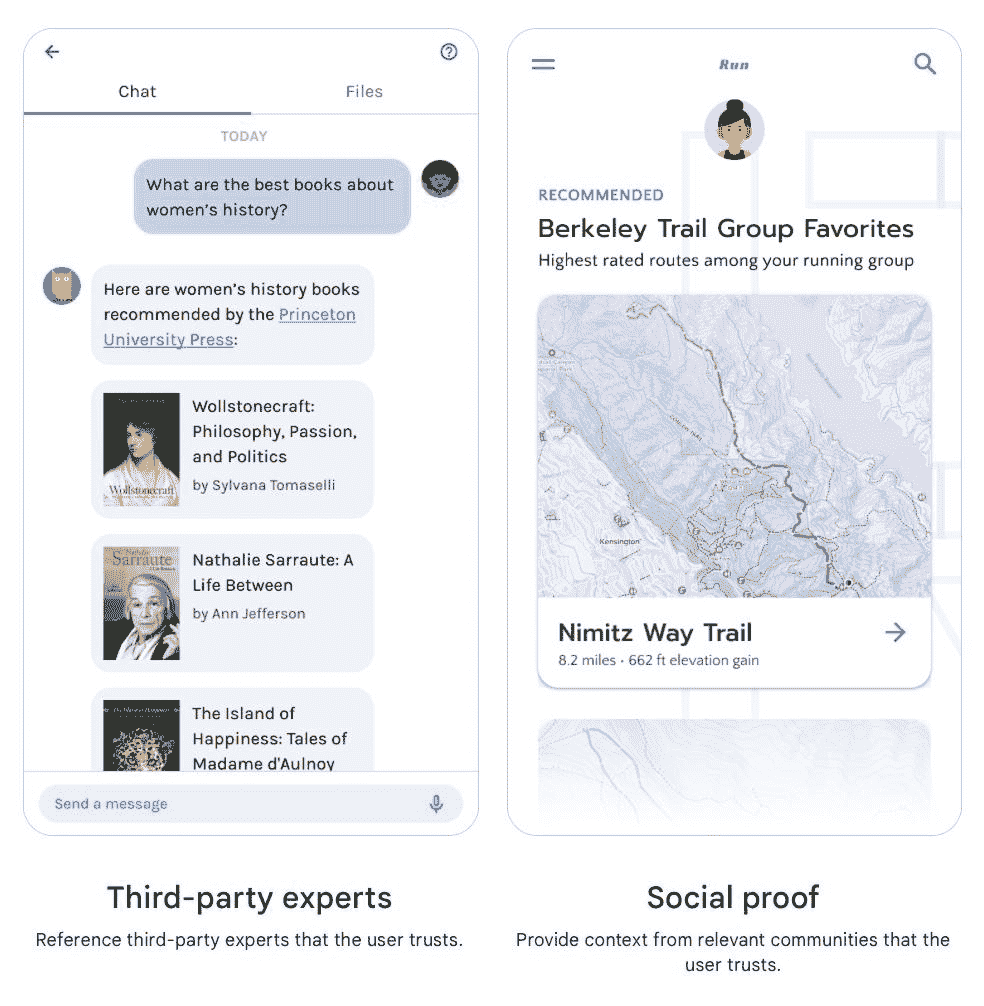 Chat
Files
TODAY
What are the best books about
women's history?
Here are women's history books
recommended by the Princeton
University Press:
Wollstonecraft
Wollstonecraft:
Philosophy, Passion,
and Politics
by Sylvana Tomaselli
Sarraute
Nathalie Sarraute: A
Life Between
by Ann Jefferson
The Island of
Happiness: Tales of
Madame d'Aulnoy
Send a message
Run
RECOMMENDED
Berkeley Trail Group Favorites
Highest rated routes among your running group
Kensington
Nimitz Way Trail
8.2 miles · 662 ft elevation gain
Third-party experts
Reference third-party experts that the user trusts.
Social proof
Provide context from relevant communities that the
user trusts.